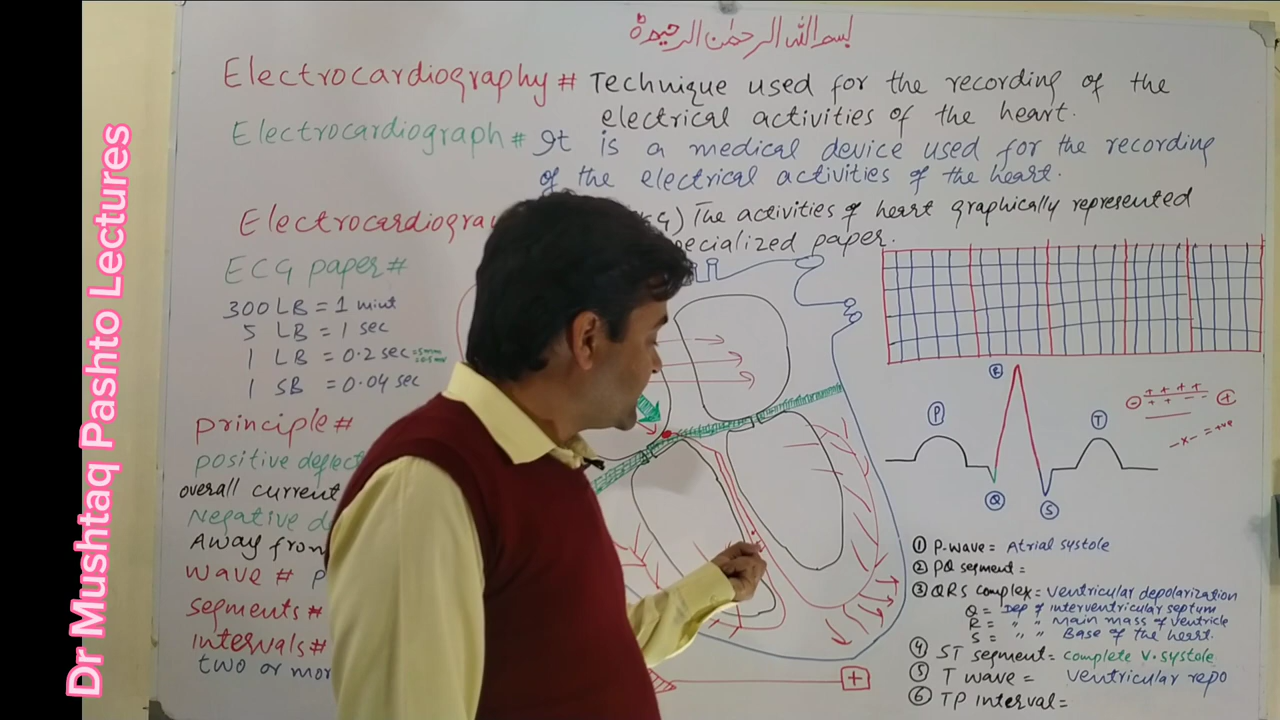 Dr Mushtaq Pashto Lectures
بسم الله الرحمٰن الرحیم
Electrocardiography # Technique used for the recording of the
electrical activities of the heart.
Electrocardiograph # It is a medical device used for the recording
of the electrical activities of the heart.
Electrocardiogra The activities of heart graphically represented
specialized paper.
ECG paper #
300 LB = 1 mint
5 LB = 1 sec
1 LB = 0.2 sec
1 SB = 0.04 sec
principle #
positive deflect
overall current
Negative de
Away from
wave # P
segments #
intervals #
two or mor
+
R
P
T
Q
S
− + + + + +
+ + + +
-x- = +ve
① P-wave = Atrial systole
② PQ segment =
③ QRS complex = Ventricular depolarization
Q = Dep of interventricular septum
R = " " main mass of ventricle
S = " " Base of the heart.
④ ST segment = complete V. systole
⑤ T wave = ventricular repo
⑥ TP interval =